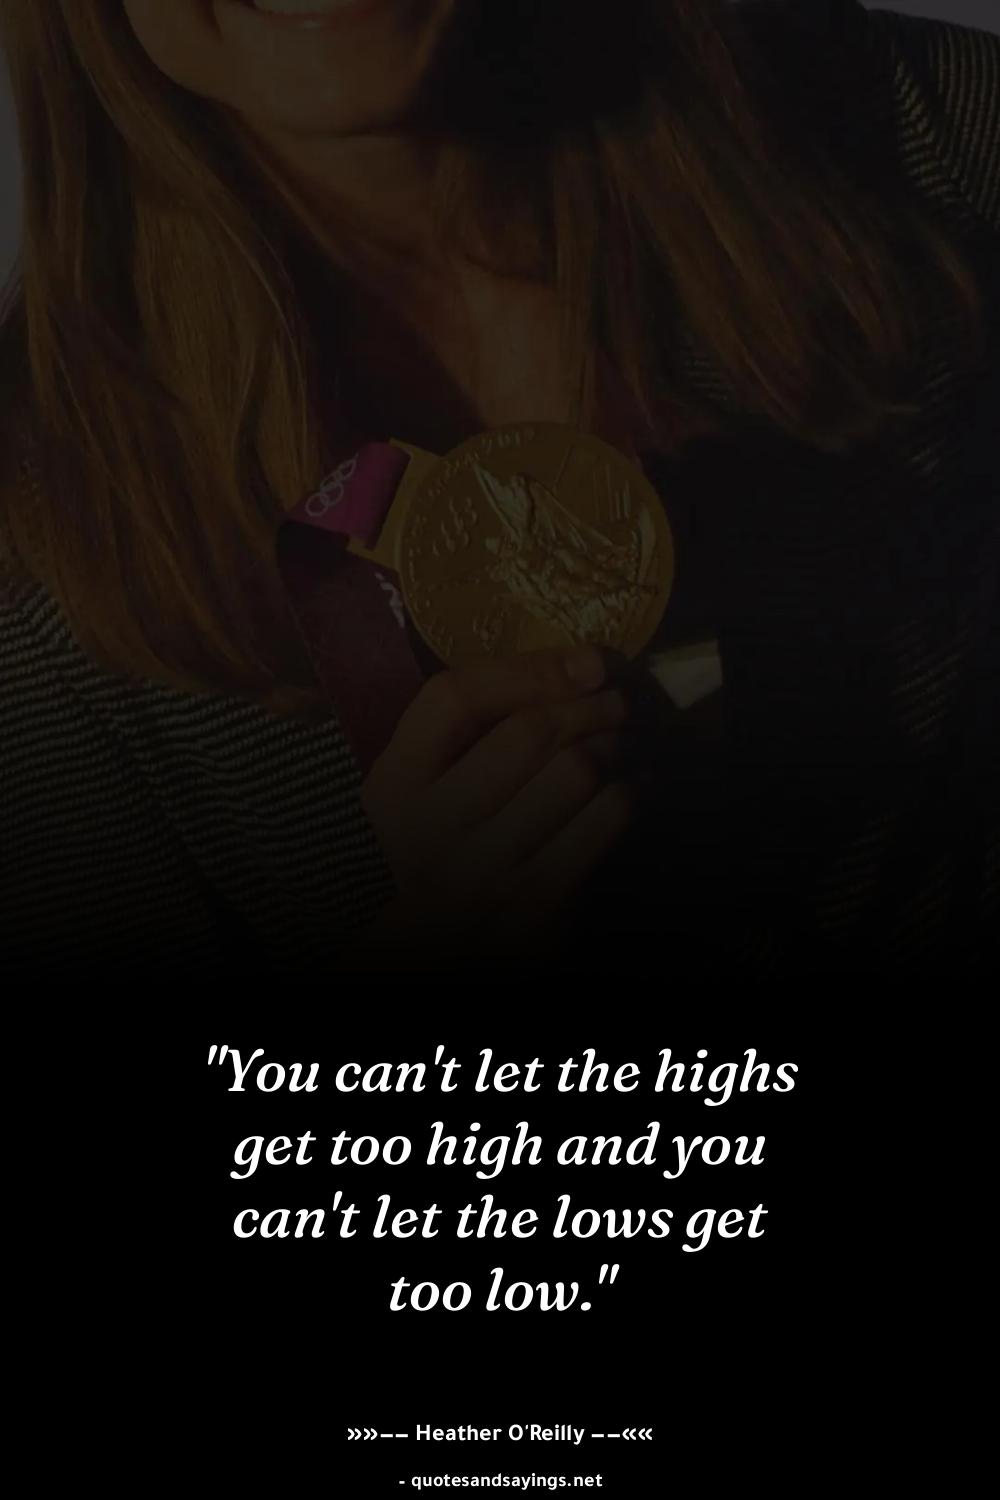 "You can't let the highs
get too high and you
can't let the lows get
too low."
»»–– Heather O'Reilly ––««
- quotesandsayings.net